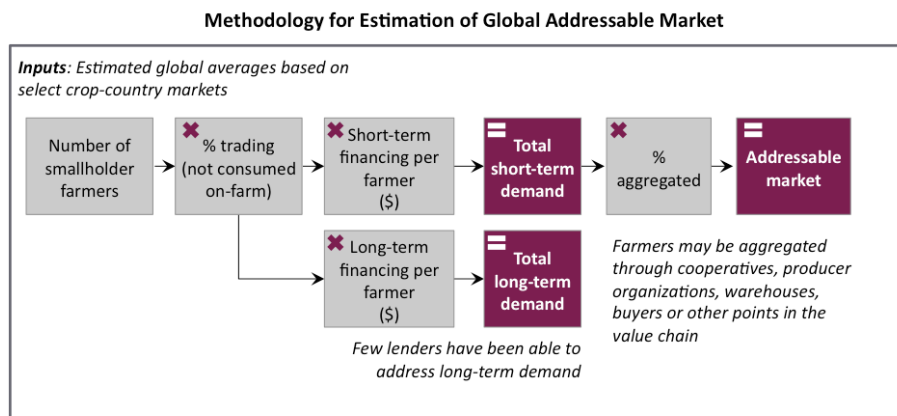 Methodology for Estimation of Global Addressable Market
Inputs: Estimated global averages based on
select crop-country markets
Number of
smallholder
farmers
% trading
(not consumed
on-farm)
Short-term
financing per
farmer
($)
Total
short-term
demand
%
aggregated
Addressable
market
Long-term
financing per
farmer
($)
Total
long-term
demand
Farmers may be aggregated
through cooperatives, producer
organizations, warehouses,
buyers or other points in the
value chain
Few lenders have been able to
address long-term demand